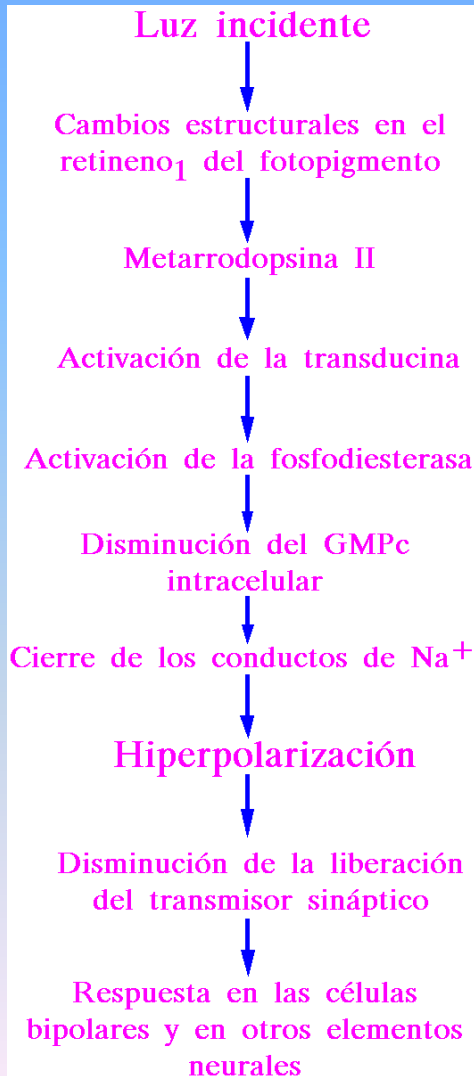 Luz incidente
Cambios estructurales en el
retineno₁ del fotopigmento
Metarrodopsina II
Activación de la transducina
Activación de la fosfodiesterasa
Disminución del GMPc
intracelular
Cierre de los conductos de Na⁺
Hiperpolarización
Disminución de la liberación
del transmisor sináptico
Respuesta en las células
bipolares y en otros elementos
neurales